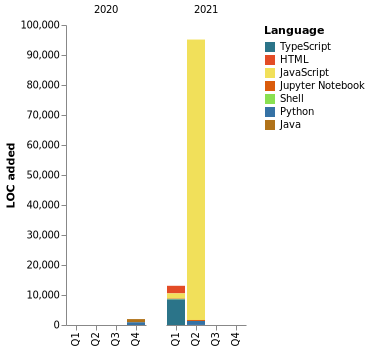 2020 2021
Language
TypeScript
HTML
JavaScript
Jupyter Notebook
Shell
Python
Java
LOC added
100,000
90,000
80,000
70,000
60,000
50,000
40,000
30,000
20,000
10,000
0
Q1 Q2 Q3 Q4 Q1 Q2 Q3 Q4